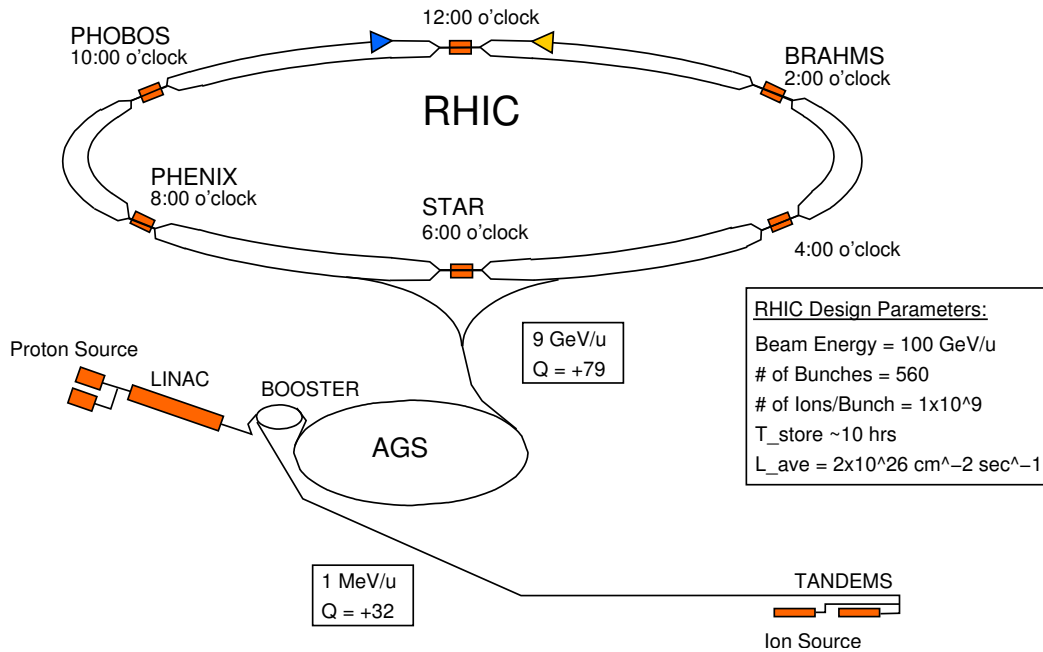 12:00 o'clock
PHOBOS
10:00 o'clock
BRAHMS
2:00 o'clock
RHIC
PHENIX
8:00 o'clock
STAR
6:00 o'clock
4:00 o'clock
RHIC Design Parameters:
Beam Energy = 100 GeV/u
# of Bunches = 560
# of Ions/Bunch = 1x10^9
T_store ~10 hrs
L_ave = 2x10^26 cm^−2 sec^−1
9 GeV/u
Q = +79
Proton Source
LINAC
BOOSTER
AGS
1 MeV/u
Q = +32
TANDEMS
Ion Source